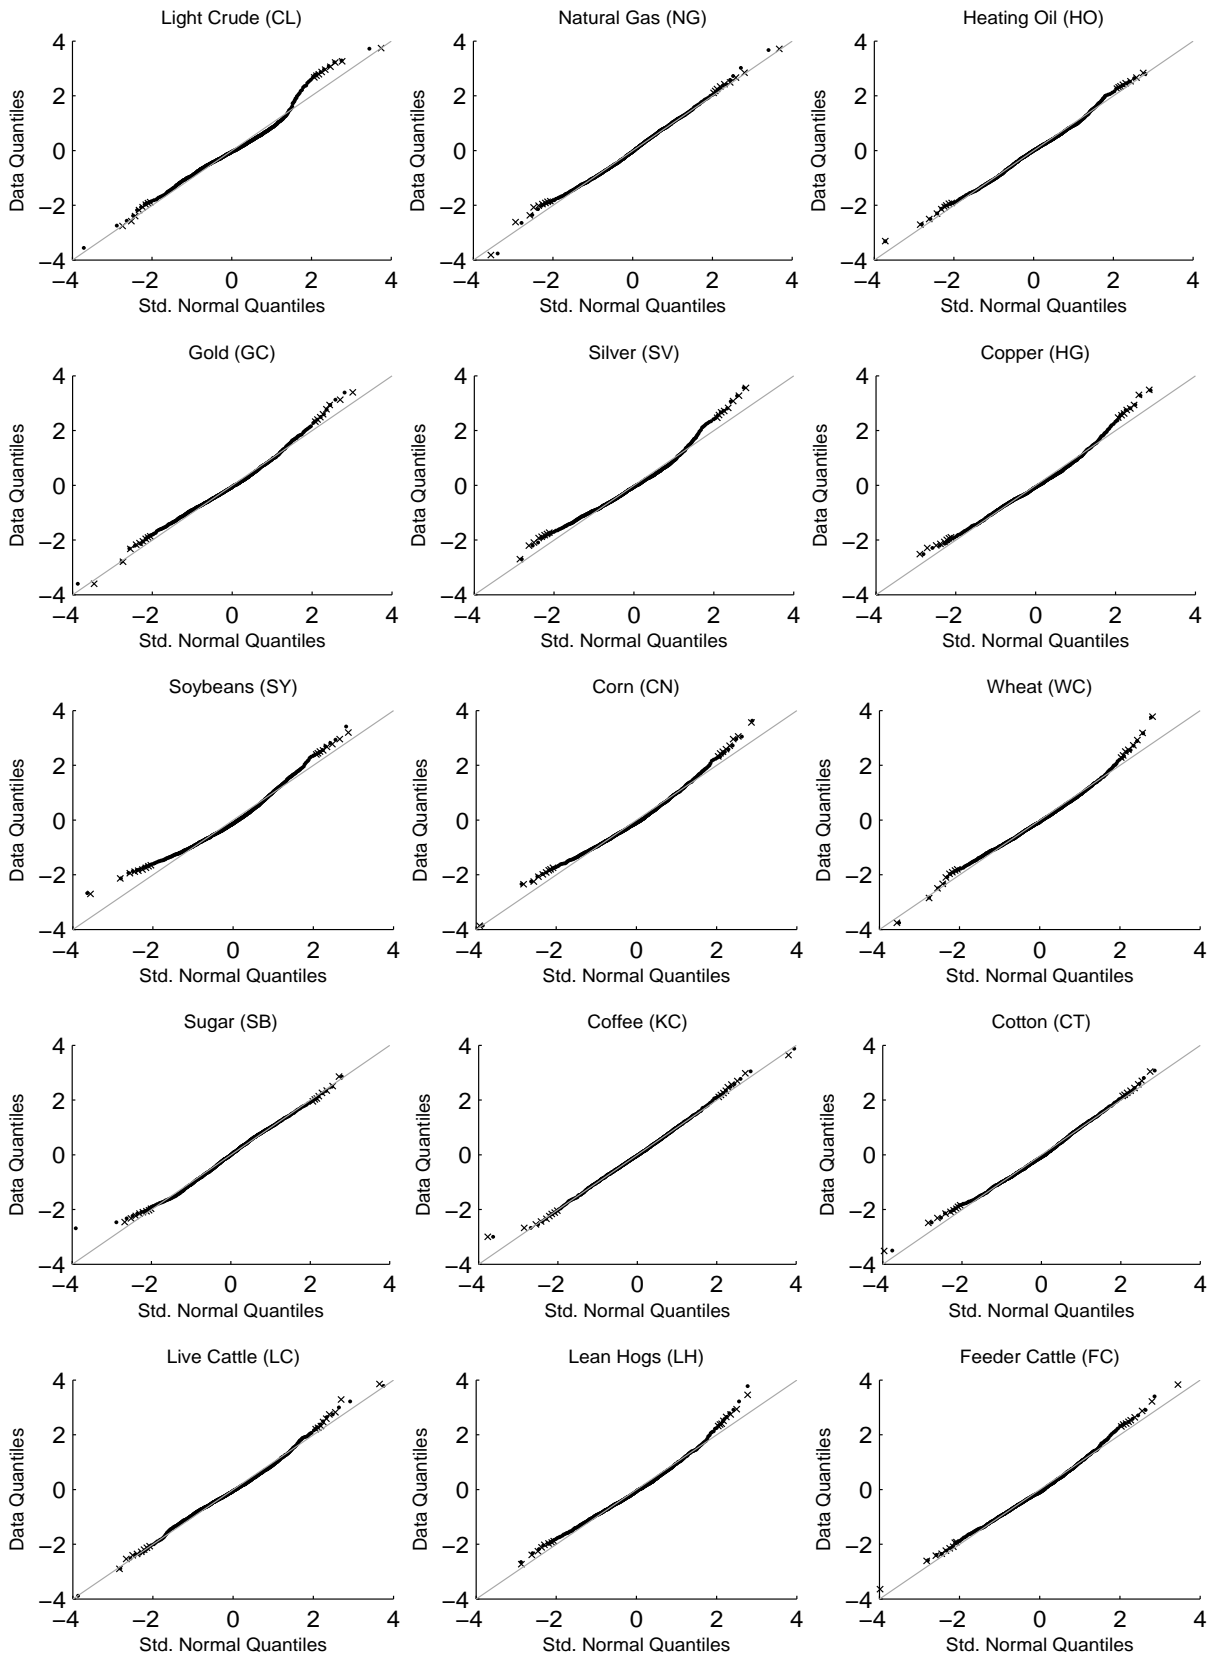 Light Crude (CL)
4
2
0
−2
−4
Data Quantiles
−4 −2 0 2 4
Std. Normal Quantiles
Natural Gas (NG)
4
2
0
−2
−4
Data Quantiles
−4 −2 0 2 4
Std. Normal Quantiles
Heating Oil (HO)
4
2
0
−2
−4
Data Quantiles
−4 −2 0 2 4
Std. Normal Quantiles
Gold (GC)
4
2
0
−2
−4
Data Quantiles
−4 −2 0 2 4
Std. Normal Quantiles
Silver (SV)
4
2
0
−2
−4
Data Quantiles
−4 −2 0 2 4
Std. Normal Quantiles
Copper (HG)
4
2
0
−2
−4
Data Quantiles
−4 −2 0 2 4
Std. Normal Quantiles
Soybeans (SY)
4
2
0
−2
−4
Data Quantiles
−4 −2 0 2 4
Std. Normal Quantiles
Corn (CN)
4
2
0
−2
−4
Data Quantiles
−4 −2 0 2 4
Std. Normal Quantiles
Wheat (WC)
4
2
0
−2
−4
Data Quantiles
−4 −2 0 2 4
Std. Normal Quantiles
Sugar (SB)
4
2
0
−2
−4
Data Quantiles
−4 −2 0 2 4
Std. Normal Quantiles
Coffee (KC)
4
2
0
−2
−4
Data Quantiles
−4 −2 0 2 4
Std. Normal Quantiles
Cotton (CT)
4
2
0
−2
−4
Data Quantiles
−4 −2 0 2 4
Std. Normal Quantiles
Live Cattle (LC)
4
2
0
−2
−4
Data Quantiles
−4 −2 0 2 4
Std. Normal Quantiles
Lean Hogs (LH)
4
2
0
−2
−4
Data Quantiles
−4 −2 0 2 4
Std. Normal Quantiles
Feeder Cattle (FC)
4
2
0
−2
−4
Data Quantiles
−4 −2 0 2 4
Std. Normal Quantiles